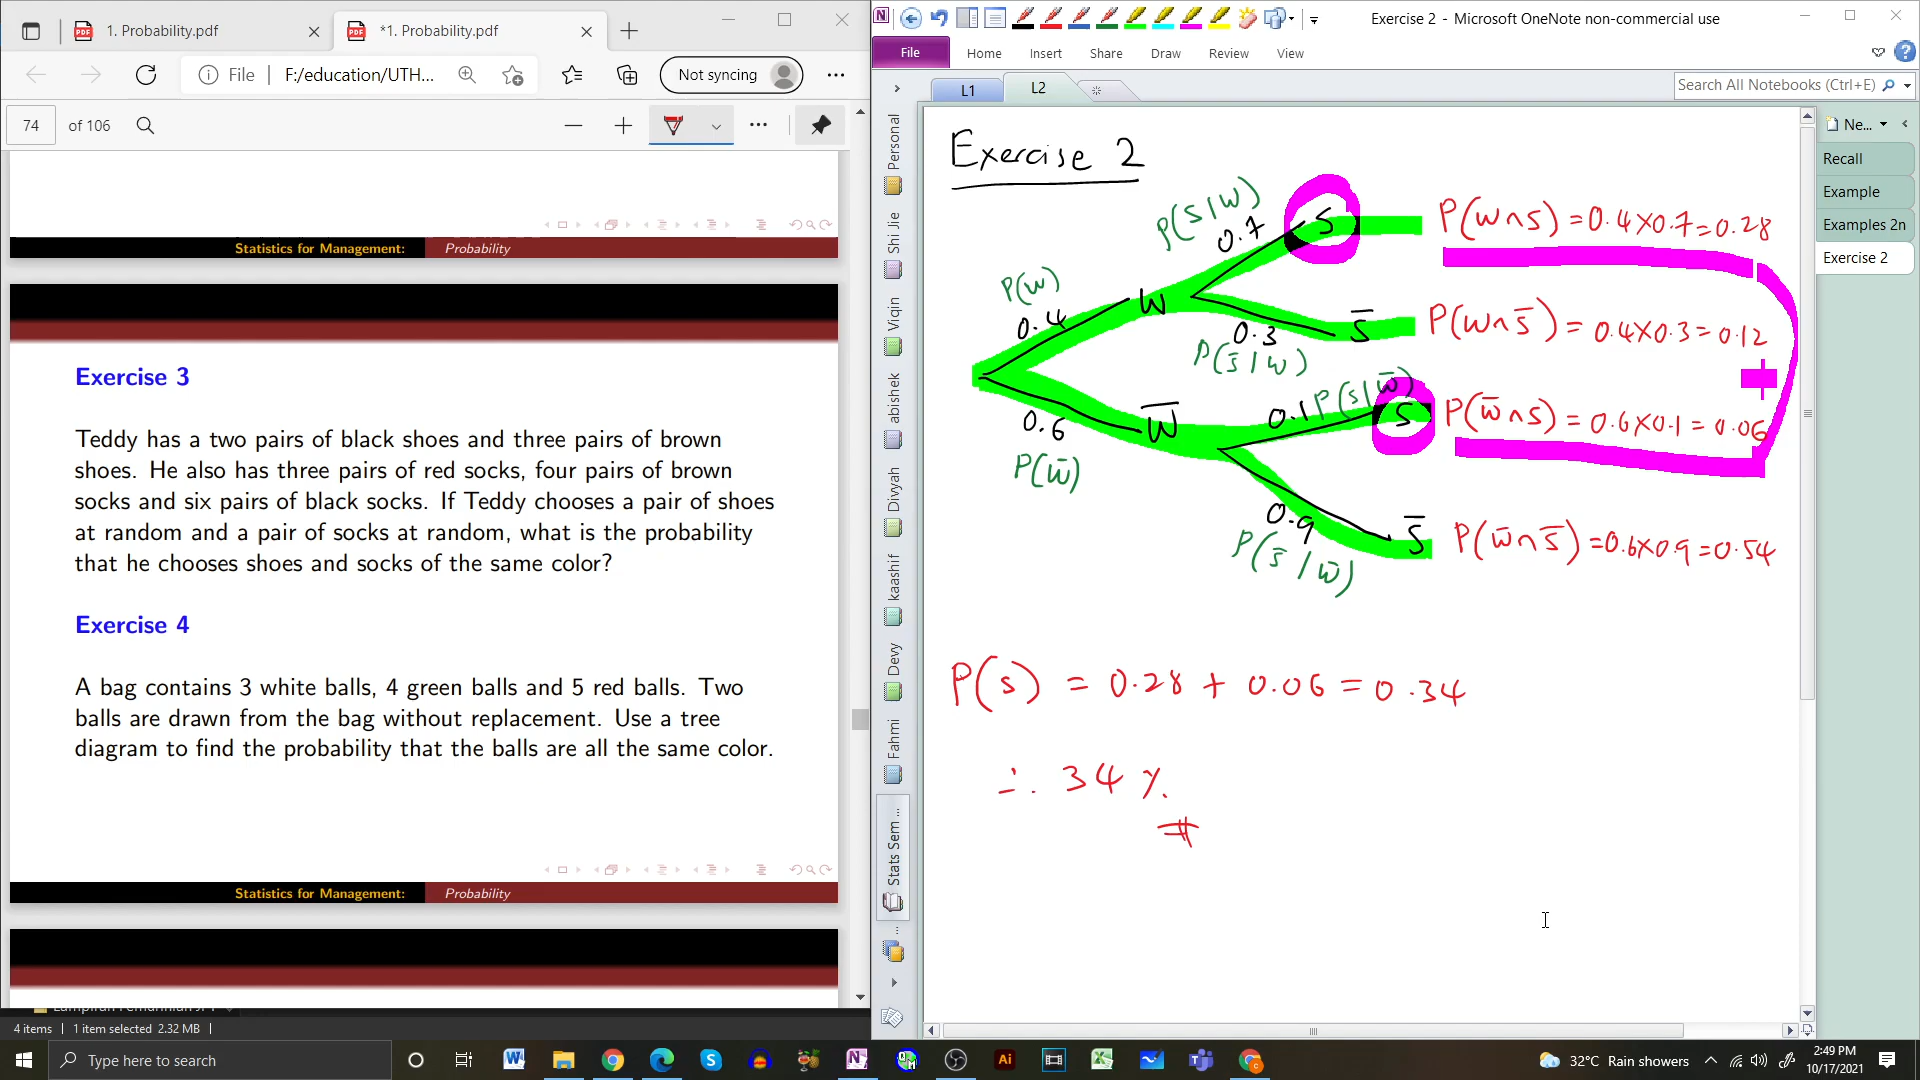 1. Probability.pdf
*1. Probability.pdf
File
F:/education/UTH...
Not syncing
74
of 106
Statistics for Management:
Probability
Exercise 3
Teddy has a two pairs of black shoes and three pairs of brown
shoes. He also has three pairs of red socks, four pairs of brown
socks and six pairs of black socks. If Teddy chooses a pair of shoes
at random and a pair of socks at random, what is the probability
that he chooses shoes and socks of the same color?
Exercise 4
A bag contains 3 white balls, 4 green balls and 5 red balls. Two
balls are drawn from the bag without replacement. Use a tree
diagram to find the probability that the balls are all the same color.
Statistics for Management:
Probability
4 items
1 item selected 2.32 MB
Exercise 2 - Microsoft OneNote non-commercial use
File
Home
Insert
Share
Draw
Review
View
L1
L2
Search All Notebooks (Ctrl+E)
Ne...
Recall
Example
Examples 2n
Exercise 2
Personal
Shi Jie
Viqin
abishek
Divyah
kaashif
Devy
Fahmi
Stats Sem ...
Exercise 2
P(S|W)
0.7
S
P(W∩S) = 0.4×0.7=0.28
P(W)
0.4
W
0.3
S̅
P(W∩S̅) = 0.4×0.3=0.12
P(S̅|W)
P(S|W̅)
0.6
W̅
0.1
S
P(W̅∩S) = 0.6×0.1=0.06
P(W̅)
0.9
S̅
P(W̅∩S̅)=0.6×0.9=0.54
P(S̅|W̅)
P(S) = 0.28 + 0.06 = 0.34
∴ 34 %
Type here to search
32°C Rain showers
2:49 PM
10/17/2021